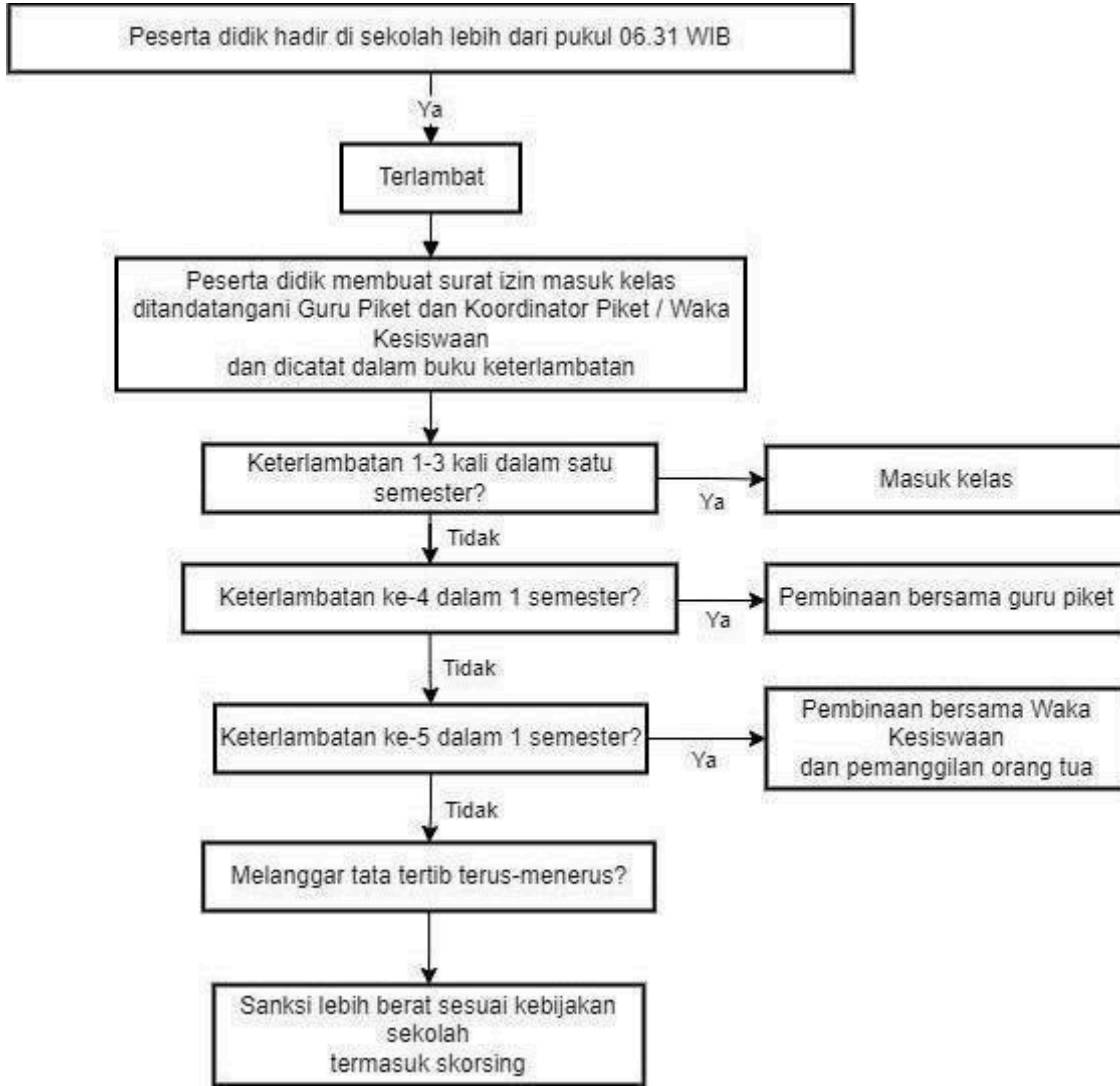 Peserta didik hadir di sekolah lebih dari pukul 06.31 WIB
Ya
Terlambat
Peserta didik membuat surat izin masuk kelas
ditandatangani Guru Piket dan Koordinator Piket / Waka
Kesiswaan
dan dicatat dalam buku keterlambatan
Keterlambatan 1-3 kali dalam satu
semester?
Ya
Masuk kelas
Tidak
Keterlambatan ke-4 dalam 1 semester?
Ya
Pembinaan bersama guru piket
Tidak
Keterlambatan ke-5 dalam 1 semester?
Ya
Pembinaan bersama Waka
Kesiswaan
dan pemanggilan orang tua
Tidak
Melanggar tata tertib terus-menerus?
Sanksi lebih berat sesuai kebijakan
sekolah
termasuk skorsing